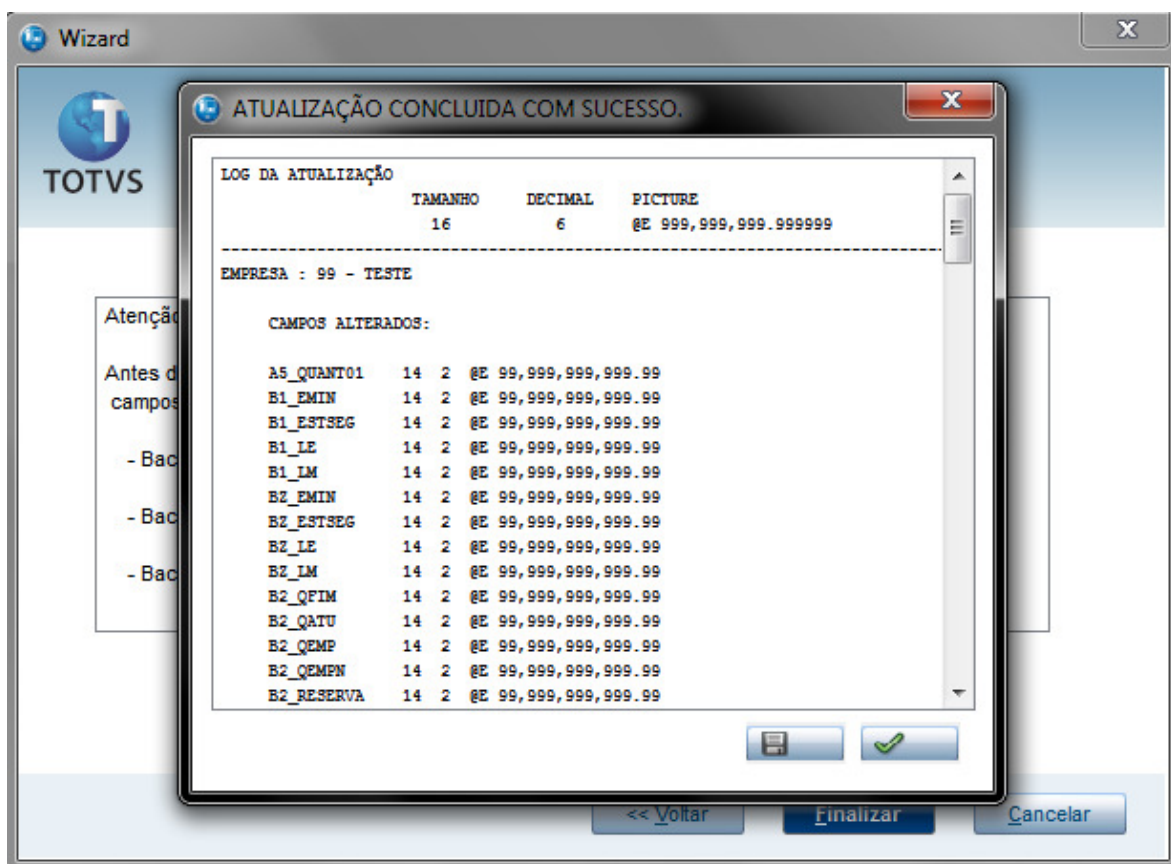 Wizard
TOTVS
ATUALIZAÇÃO CONCLUIDA COM SUCESSO.
LOG DA ATUALIZAÇÃO
TAMANHO DECIMAL PICTURE
16 6 @E 999,999,999.999999
--------------------------------------------------------------------------
EMPRESA : 99 - TESTE
CAMPOS ALTERADOS:
A5_QUANT01 14 2 @E 99,999,999,999.99
B1_EMIN 14 2 @E 99,999,999,999.99
B1_ESTSEG 14 2 @E 99,999,999,999.99
B1_LE 14 2 @E 99,999,999,999.99
B1_LM 14 2 @E 99,999,999,999.99
BZ_EMIN 14 2 @E 99,999,999,999.99
BZ_ESTSEG 14 2 @E 99,999,999,999.99
BZ_LE 14 2 @E 99,999,999,999.99
BZ_LM 14 2 @E 99,999,999,999.99
B2_QFIM 14 2 @E 99,999,999,999.99
B2_QATU 14 2 @E 99,999,999,999.99
B2_QEMP 14 2 @E 99,999,999,999.99
B2_QEMPN 14 2 @E 99,999,999,999.99
B2_RESERVA 14 2 @E 99,999,999,999.99
Atenção
Antes d
campos
- Bac
- Bac
- Bac
<< Voltar Finalizar Cancelar